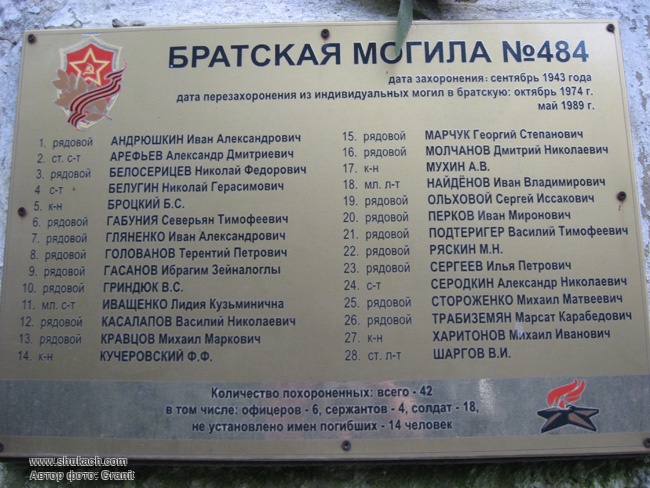 БРАТСКАЯ МОГИЛА №484
дата захоронения: сентябрь 1943 года
дата перезахоронения из индивидуальных могил в братскую: октябрь 1974 г.
май 1989 г.
1. рядовой АНДРЮШКИН Иван Александрович
2. ст. с-т АРЕФЬЕВ Александр Дмитриевич
3. рядовой БЕЛОСЕРИЦЕВ Николай Федорович
4 с-т БЕЛУГИН Николай Герасимович
5. к-н БРОЦКИЙ Б.С.
6. рядовой ГАБУНИЯ Северьян Тимофеевич
7. рядовой ГЛЯНЕНКО Иван Александрович
8. рядовой ГОЛОВАНОВ Терентий Петрович
9. рядовой ГАСАНОВ Ибрагим Зейналоглы
10. рядовой ГРИНДЮК В.С.
11. мл. с-т ИВАЩЕНКО Лидия Кузьминична
12. рядовой КАСАЛАПОВ Василий Николаевич
13. рядовой КРАВЦОВ Михаил Маркович
14. к-н КУЧЕРОВСКИЙ Ф.Ф.
15. рядовой МАРЧУК Георгий Степанович
16. рядовой МОЛЧАНОВ Дмитрий Николаевич
17. к-н МУХИН А.В.
18. мл. л-т НАЙДЁНОВ Иван Владимирович
19. рядовой ОЛЬХОВОЙ Сергей Иссакович
20. рядовой ПЕРКОВ Иван Миронович
21. рядовой ПОДТЕРИГЕР Василий Тимофеевич
22. рядовой РЯСКИН М.Н.
23. рядовой СЕРГЕЕВ Илья Петрович
24. с-т СЕРОДКИН Александр Николаевич
25. рядовой СТОРОЖЕНКО Михаил Матвеевич
26. рядовой ТРАБИЗЕМЯН Марсат Карабедович
27. к-н ХАРИТОНОВ Михаил Иванович
28. ст. л-т ШАРГОВ В.И.
Количество похороненных: всего - 42
в том числе: офицеров - 6, сержантов - 4, солдат - 18,
не установлено имен погибших - 14 человек
www.shukach.com
Автор фото: Granit